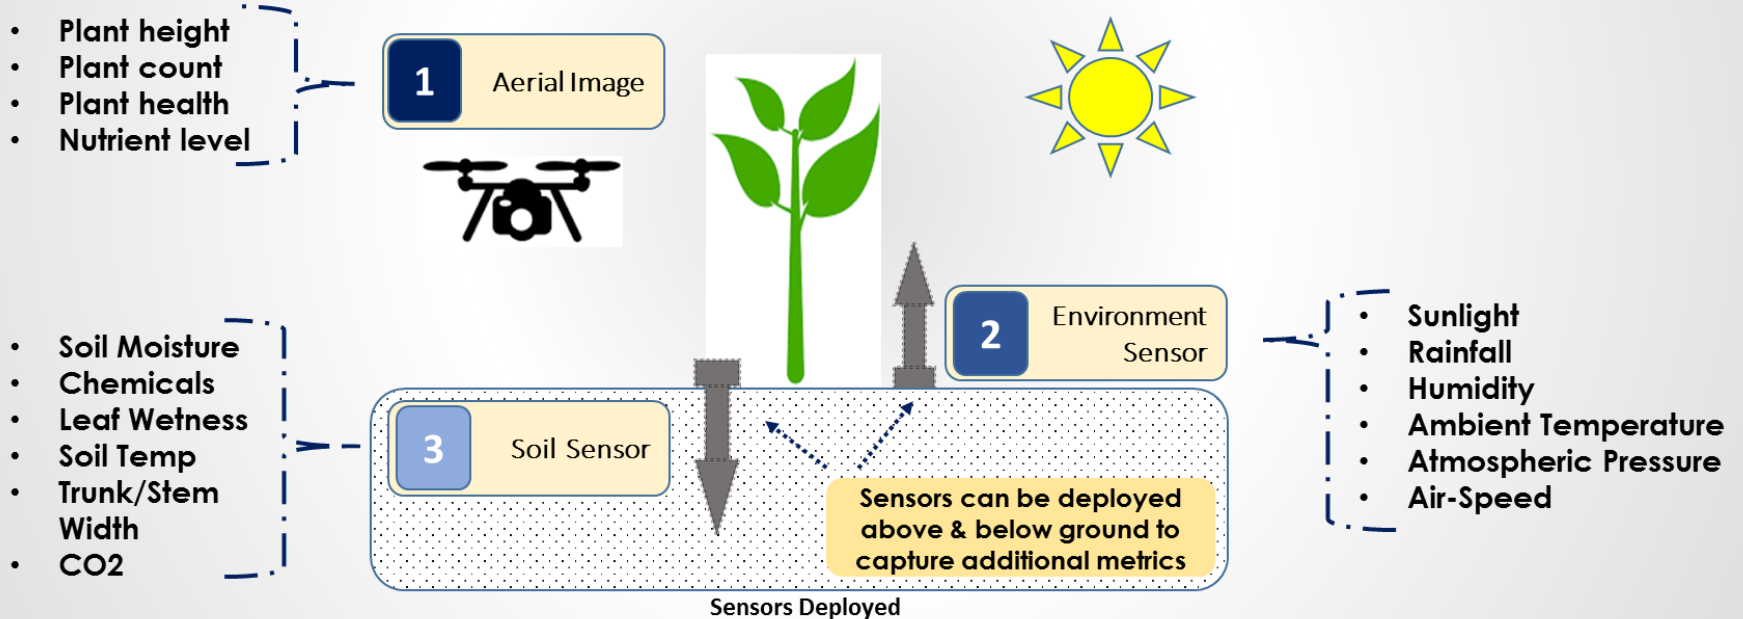 • Plant height
• Plant count
• Plant health
• Nutrient level
1 Aerial Image
2 Environment
Sensor
• Sunlight
• Rainfall
• Humidity
• Ambient Temperature
• Atmospheric Pressure
• Air-Speed
• Soil Moisture
• Chemicals
• Leaf Wetness
• Soil Temp
• Trunk/Stem
Width
• CO2
3 Soil Sensor
Sensors can be deployed
above & below ground to
capture additional metrics
Sensors Deployed